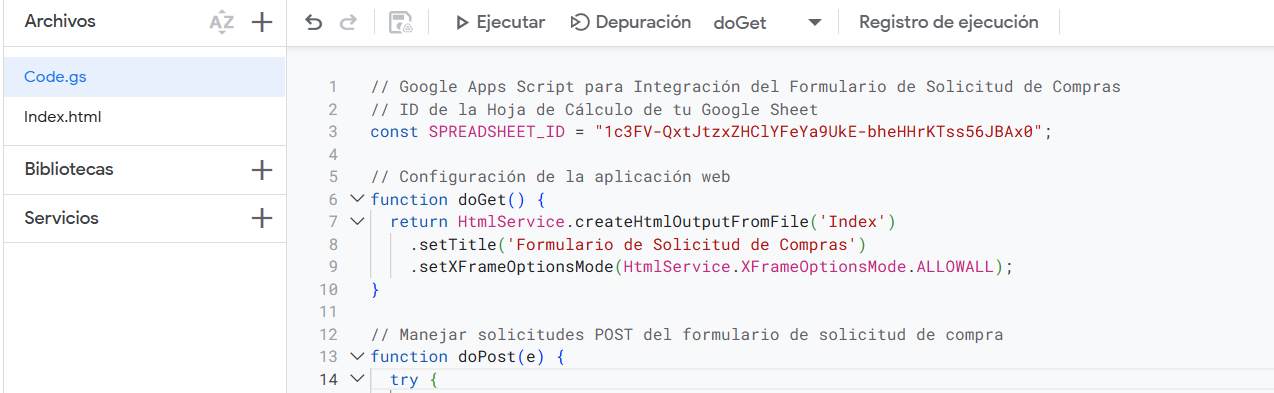 Archivos
AZ
Ejecutar
Depuración
doGet
Registro de ejecución
Code.gs
Index.html
Bibliotecas
Servicios
1 // Google Apps Script para Integración del Formulario de Solicitud de Compras
2 // ID de la Hoja de Cálculo de tu Google Sheet
3 const SPREADSHEET_ID = "1c3FV-QxtJtzxZHClYFeYa9UkE-bheHHrKTss56JBAx0";
4
5 // Configuración de la aplicación web
6 function doGet() {
7 return HtmlService.createHtmlOutputFromFile('Index')
8 .setTitle('Formulario de Solicitud de Compras')
9 .setXFrameOptionsMode(HtmlService.XFrameOptionsMode.ALLOWALL);
10 }
11
12 // Manejar solicitudes POST del formulario de solicitud de compra
13 function doPost(e) {
14 try {